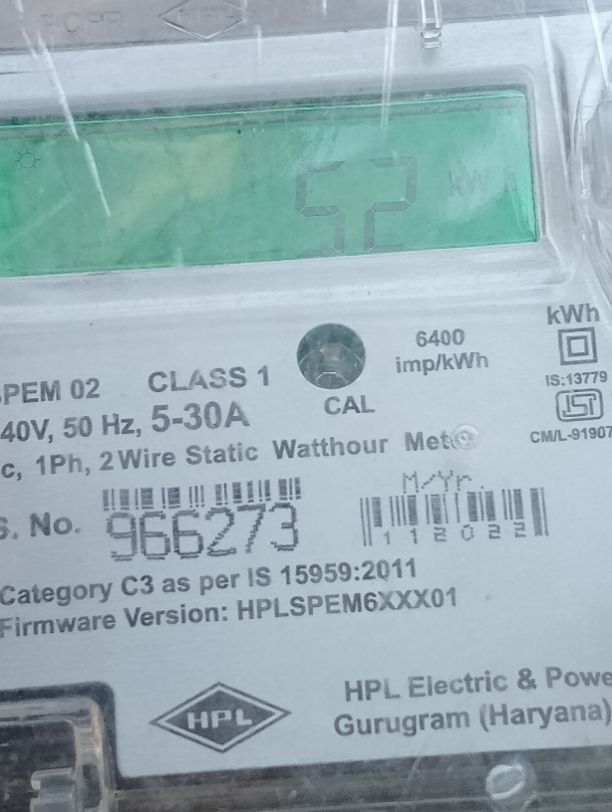 52 kWh
kWh
6400
imp/kWh
PEM 02 CLASS 1
CAL
IS:13779
40V, 50 Hz, 5-30A
CM/L-91907
c, 1Ph, 2 Wire Static Watthour Met
S. No. 966273
M/Yr.
112022
Category C3 as per IS 15959:2011
Firmware Version: HPLSPEM6XXX01
HPL
HPL Electric & Powe
Gurugram (Haryana)